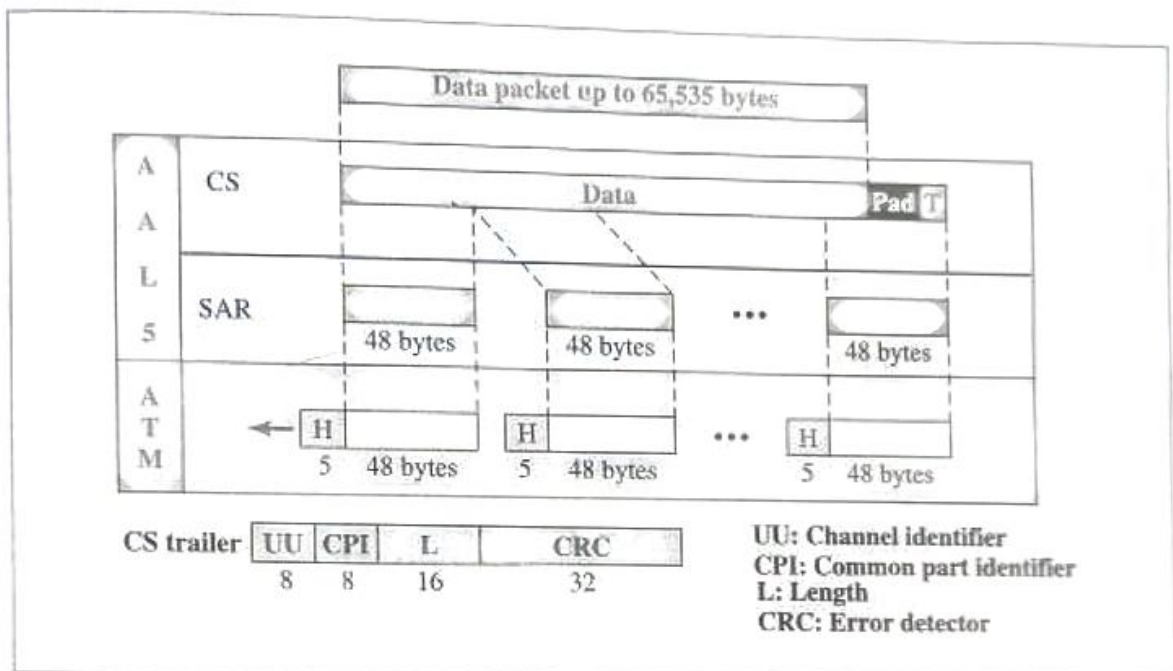 Data packet up to 65,535 bytes
A A L 5
CS
Data
Pad T
SAR
•••
48 bytes 48 bytes 48 bytes
A T M
H H ••• H
5 48 bytes 5 48 bytes 5 48 bytes
CS trailer UU CPI L CRC
8 8 16 32
UU: Channel identifier
CPI: Common part identifier
L: Length
CRC: Error detector